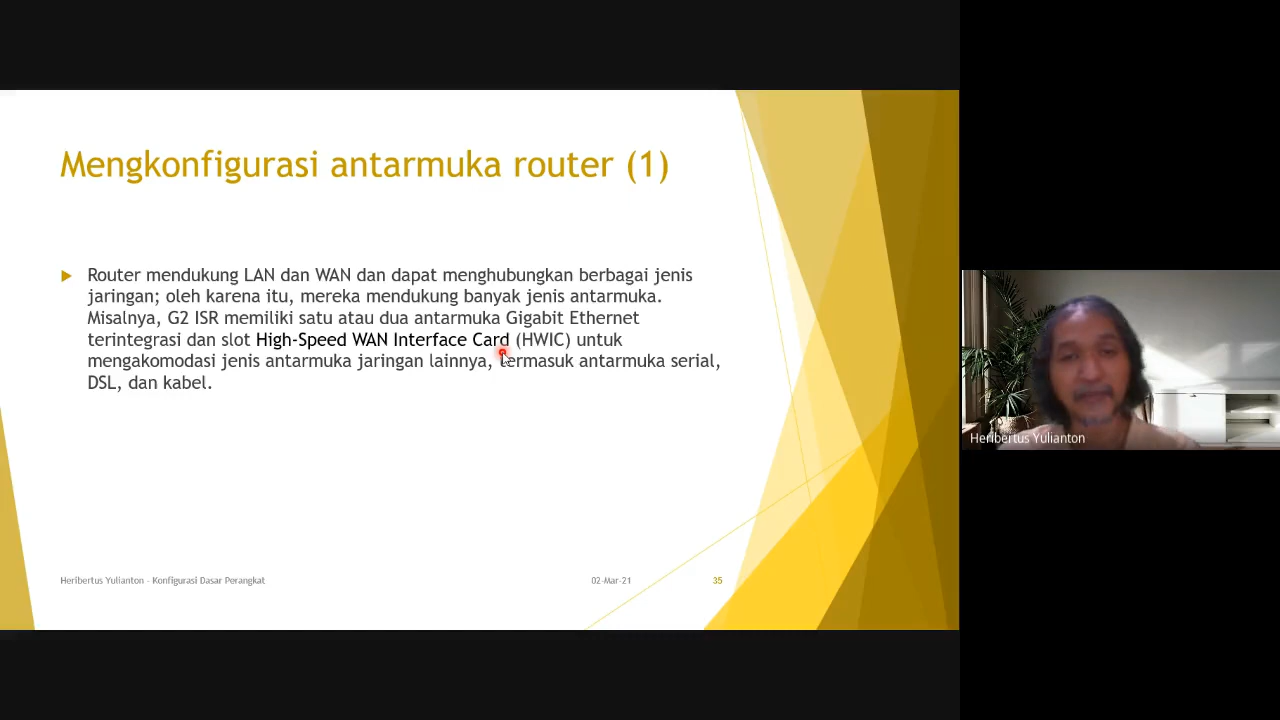 Mengkonfigurasi antarmuka router (1)
Router mendukung LAN dan WAN dan dapat menghubungkan berbagai jenis
jaringan; oleh karena itu, mereka mendukung banyak jenis antarmuka.
Misalnya, G2 ISR memiliki satu atau dua antarmuka Gigabit Ethernet
terintegrasi dan slot High-Speed WAN Interface Card (HWIC) untuk
mengakomodasi jenis antarmuka jaringan lainnya, termasuk antarmuka serial,
DSL, dan kabel.
Heribertus Yulianton - Konfigurasi Dasar Perangkat
02-Mar-21
35
Heribertus Yulianton